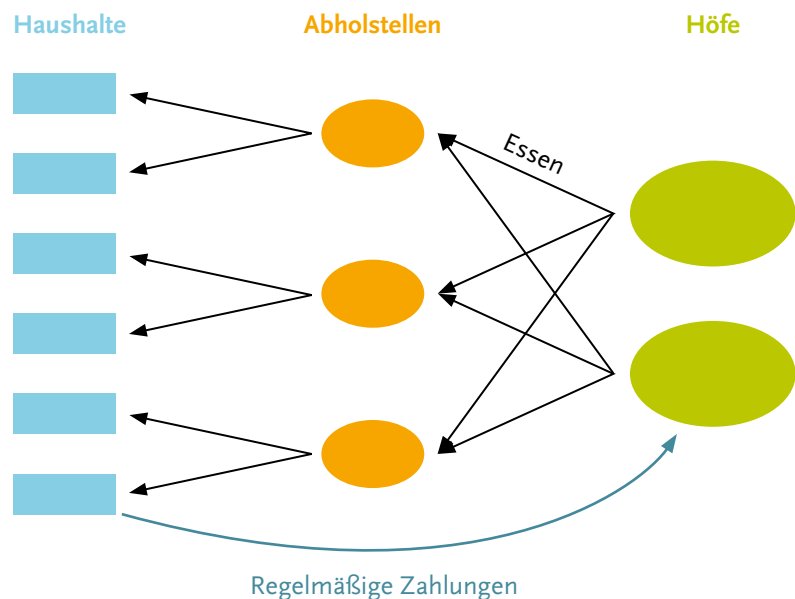 Haushalte
Abholstellen
Höfe
Essen
Regelmäßige Zahlungen